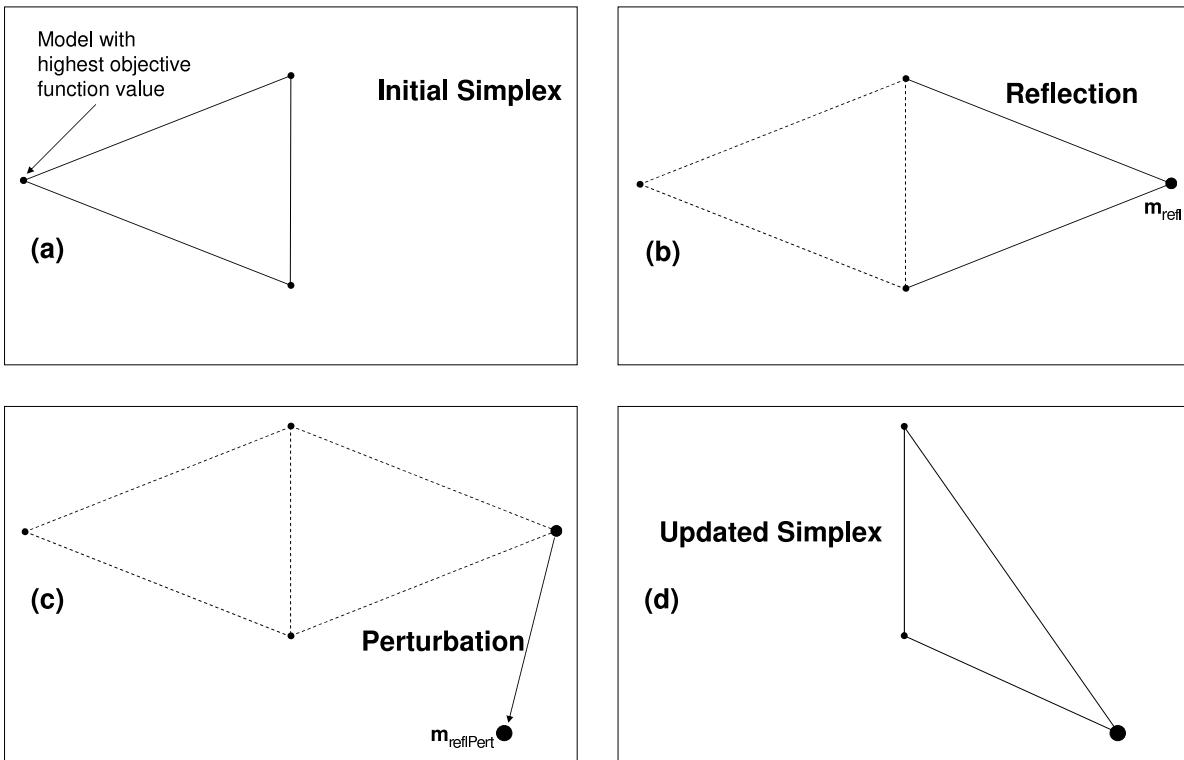 Model with
highest objective
function value
Initial Simplex
(a)
Reflection
m_refl
(b)
(c)
Perturbation
m_reflPert
Updated Simplex
(d)